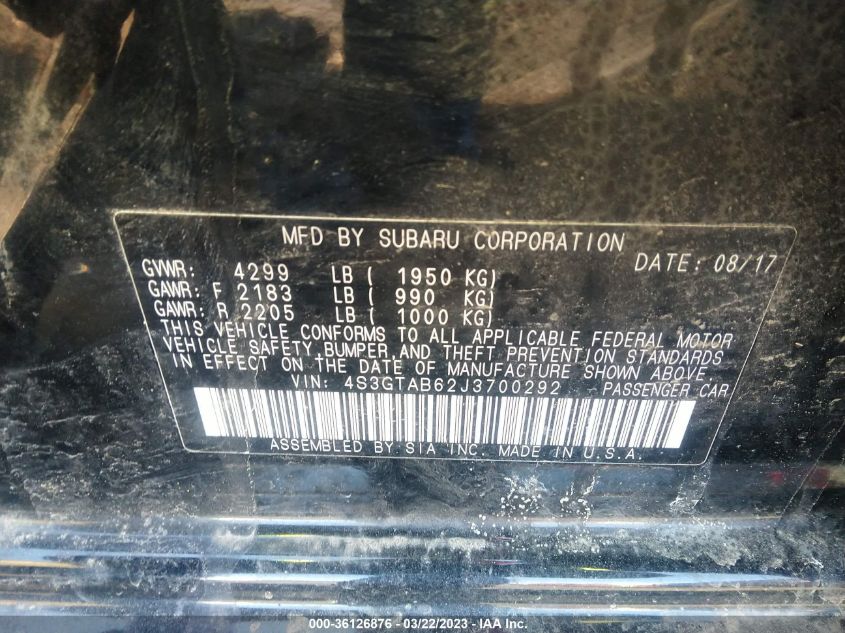 MFD BY SUBARU CORPORATION
DATE: 08/17
GVWR: 4299 LB ( 1950 KG)
GAWR: F 2183 LB ( 990 KG)
GAWR: R 2205 LB ( 1000 KG)
THIS VEHICLE CONFORMS TO ALL APPLICABLE FEDERAL MOTOR
VEHICLE SAFETY,BUMPER,AND THEFT PREVENTION STANDARDS
IN EFFECT ON THE DATE OF MANUFACTURE SHOWN ABOVE
VIN: 4S3GTAB62J3700292 PASSENGER CAR
ASSEMBLED BY SIA INC. MADE IN U.S.A.
000-36126876 - 03/22/2023 - IAA Inc.